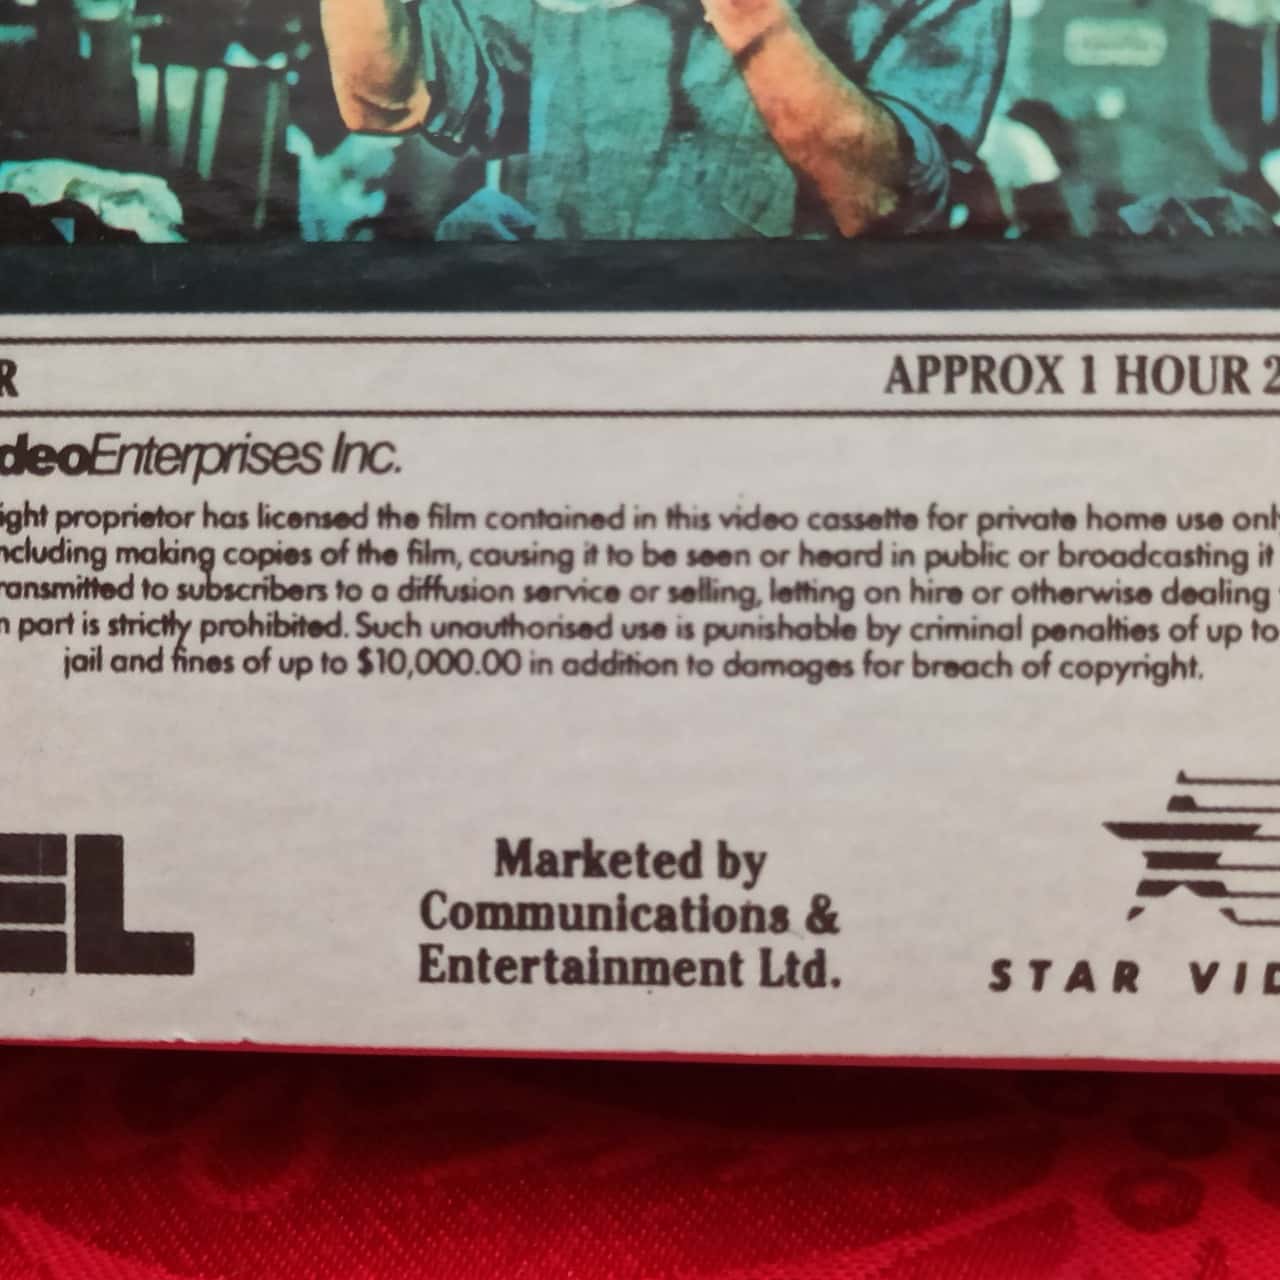 R APPROX 1 HOUR 2
deoEnterprises Inc.
ight proprietor has licensed the film contained in this video cassette for private home use onl
ncluding making copies of the film, causing it to be seen or heard in public or broadcasting it
ransmitted to subscribers to a diffusion service or selling, letting on hire or otherwise dealing
n part is strictly prohibited. Such unauthorised use is punishable by criminal penalties of up to
jail and fines of up to $10,000.00 in addition to damages for breach of copyright.
EL
Marketed by
Communications &
Entertainment Ltd.
STAR VID